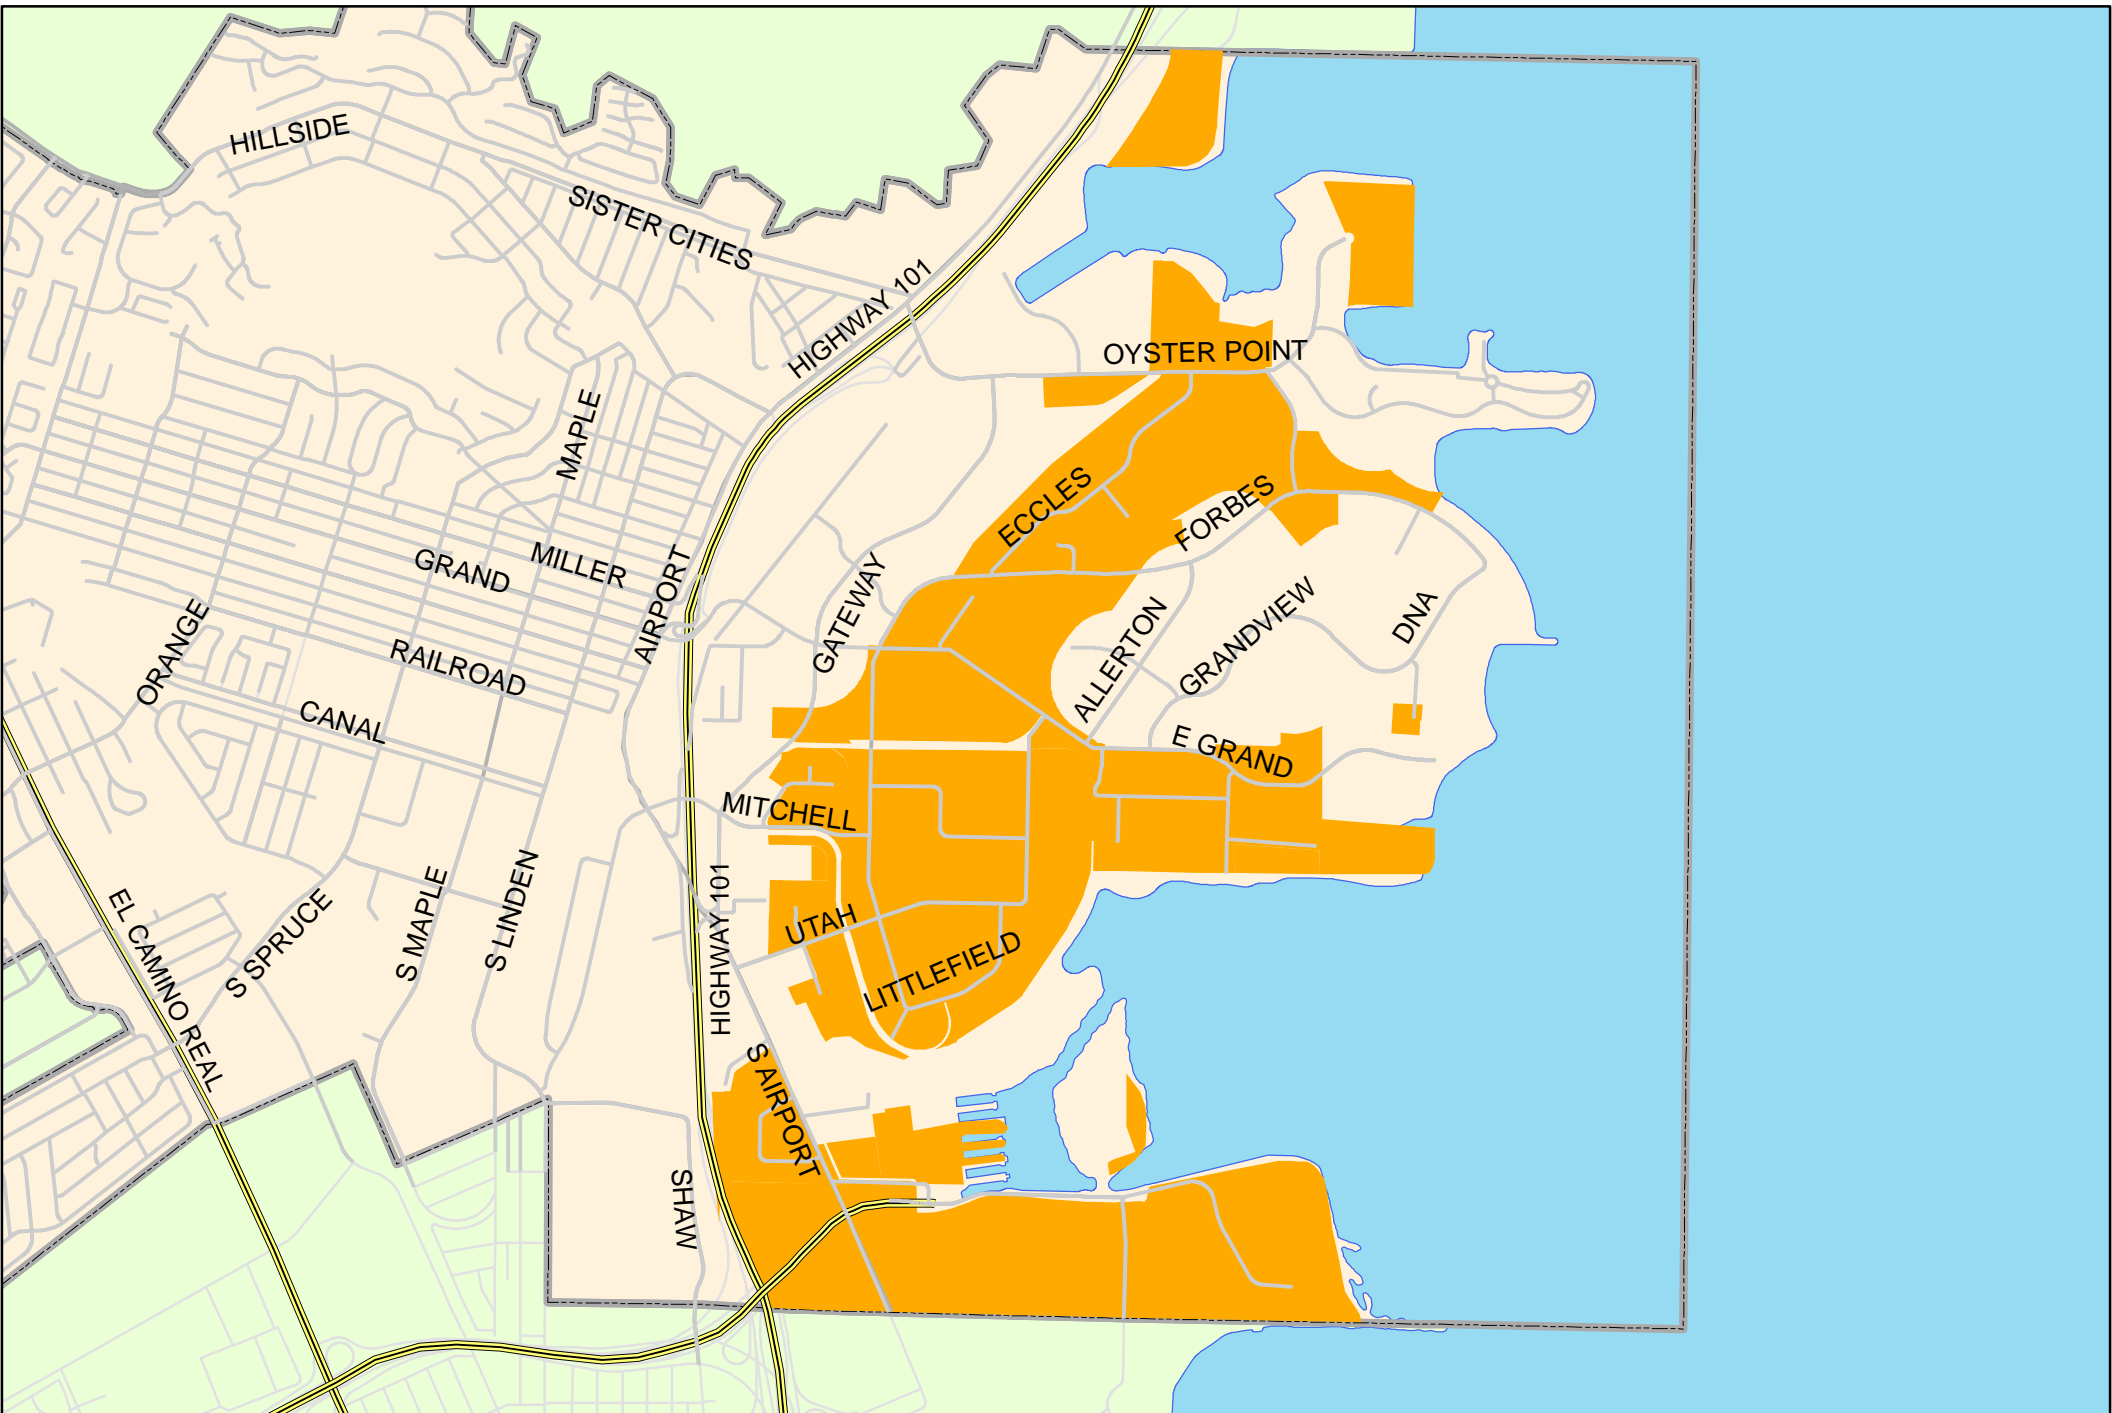 HILLSIDE
SISTER CITIES
HIGHWAY 101
OYSTER POINT
MAPLE
ECCLES
FORBES
GRAND
MILLER
AIRPORT
GATEWAY
ORANGE
RAILROAD
ALLERTON
GRANDVIEW
DNA
CANAL
E GRAND
MITCHELL
EL CAMINO REAL
S SPRUCE
S MAPLE
S LINDEN
HIGHWAY 101
UTAH
LITTLEFIELD
S AIRPORT
SHAW